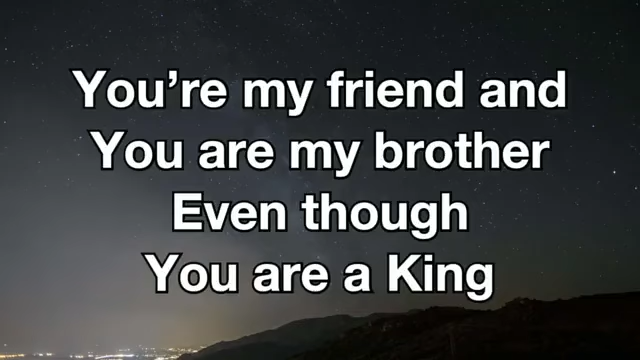 You’re my friend and
You are my brother
Even though
You are a King